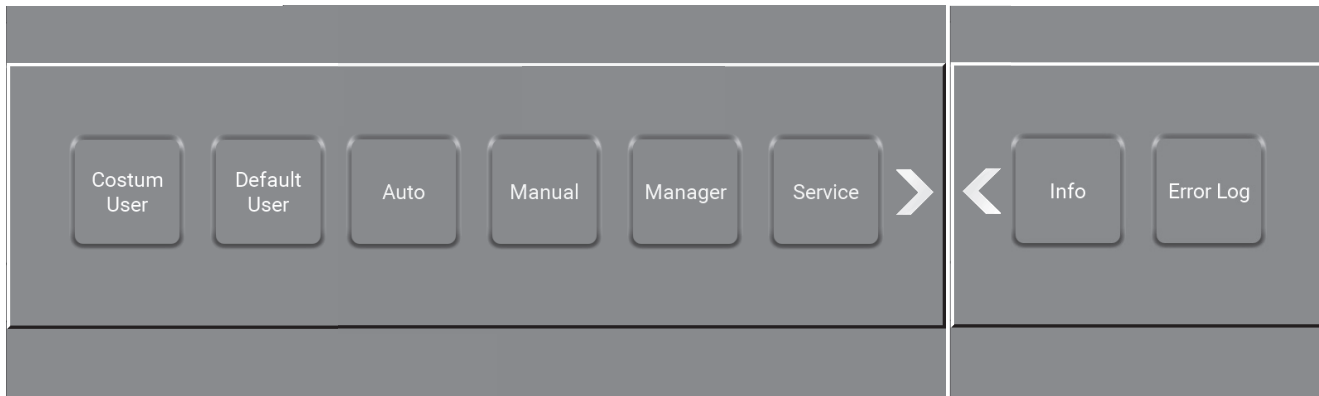 Costum
User
Default
User
Auto
Manual
Manager
Service
Info
Error Log